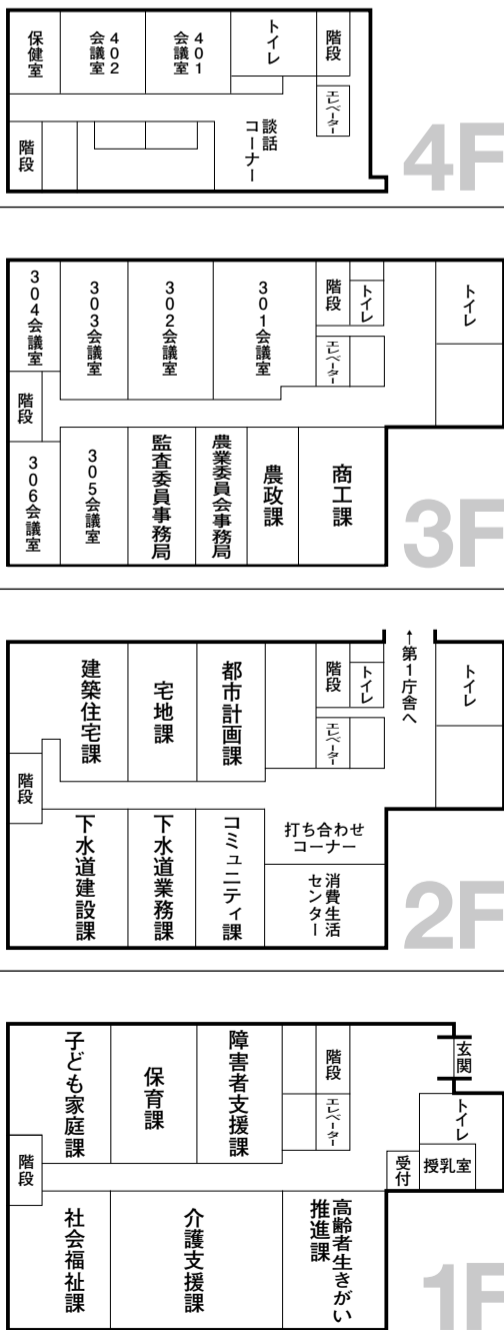 保健室
402会議室
401会議室
トイレ
階段
エレベーター
階段
談話コーナー
4F
304会議室
303会議室
302会議室
301会議室
階段
トイレ
トイレ
エレベーター
階段
306会議室
305会議室
監査委員事務局
農業委員会事務局
農政課
商工課
3F
建築住宅課
宅地課
都市計画課
階段
トイレ
↑第1庁舎へ
トイレ
エレベーター
階段
下水道建設課
下水道業務課
コミュニティ課
打ち合わせ
コーナー
消費生活
センター
2F
子ども家庭課
保育課
障害者支援課
階段
エレベーター
玄関
トイレ
階段
受付
授乳室
社会福祉課
介護支援課
高齢者生きがい
推進課
1F